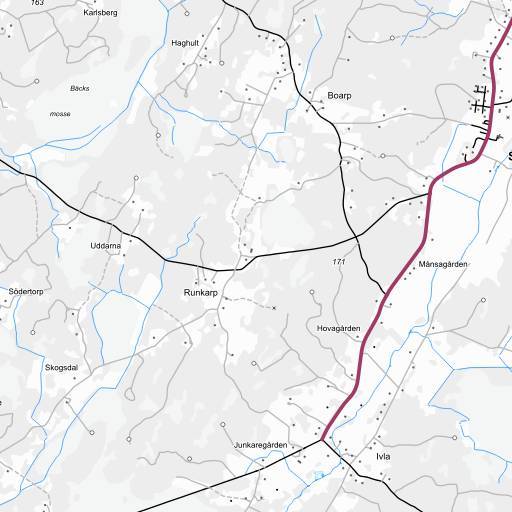 163
Karlsberg
Haghult
Bäcks
mosse
Boarp
S
Uddarna
171
Månsagården
Södertorp
Runkarp
Hovagården
Skogsdal
e
Junkaregården
Ivla